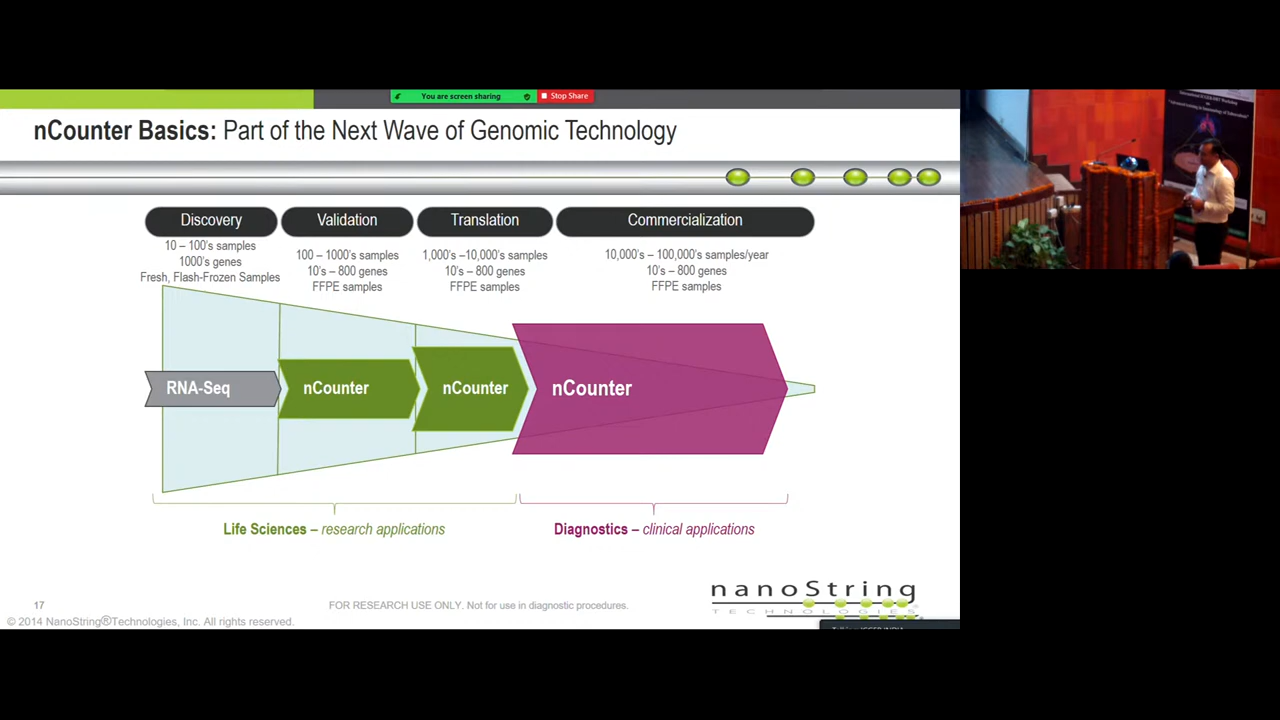 You are screen sharing
Stop Share
nCounter Basics: Part of the Next Wave of Genomic Technology
Discovery
10 – 100's samples
1000's genes
Fresh, Flash-Frozen Samples
Validation
100 – 1000's samples
10's – 800 genes
FFPE samples
Translation
1,000's –10,000's samples
10's – 800 genes
FFPE samples
Commercialization
10,000's – 100,000's samples/year
10's – 800 genes
FFPE samples
RNA-Seq
nCounter
nCounter
nCounter
Life Sciences – research applications
Diagnostics – clinical applications
17
FOR RESEARCH USE ONLY. Not for use in diagnostic procedures.
© 2014 NanoString®Technologies, Inc. All rights reserved.
nanoString
TECHNOLOGIES